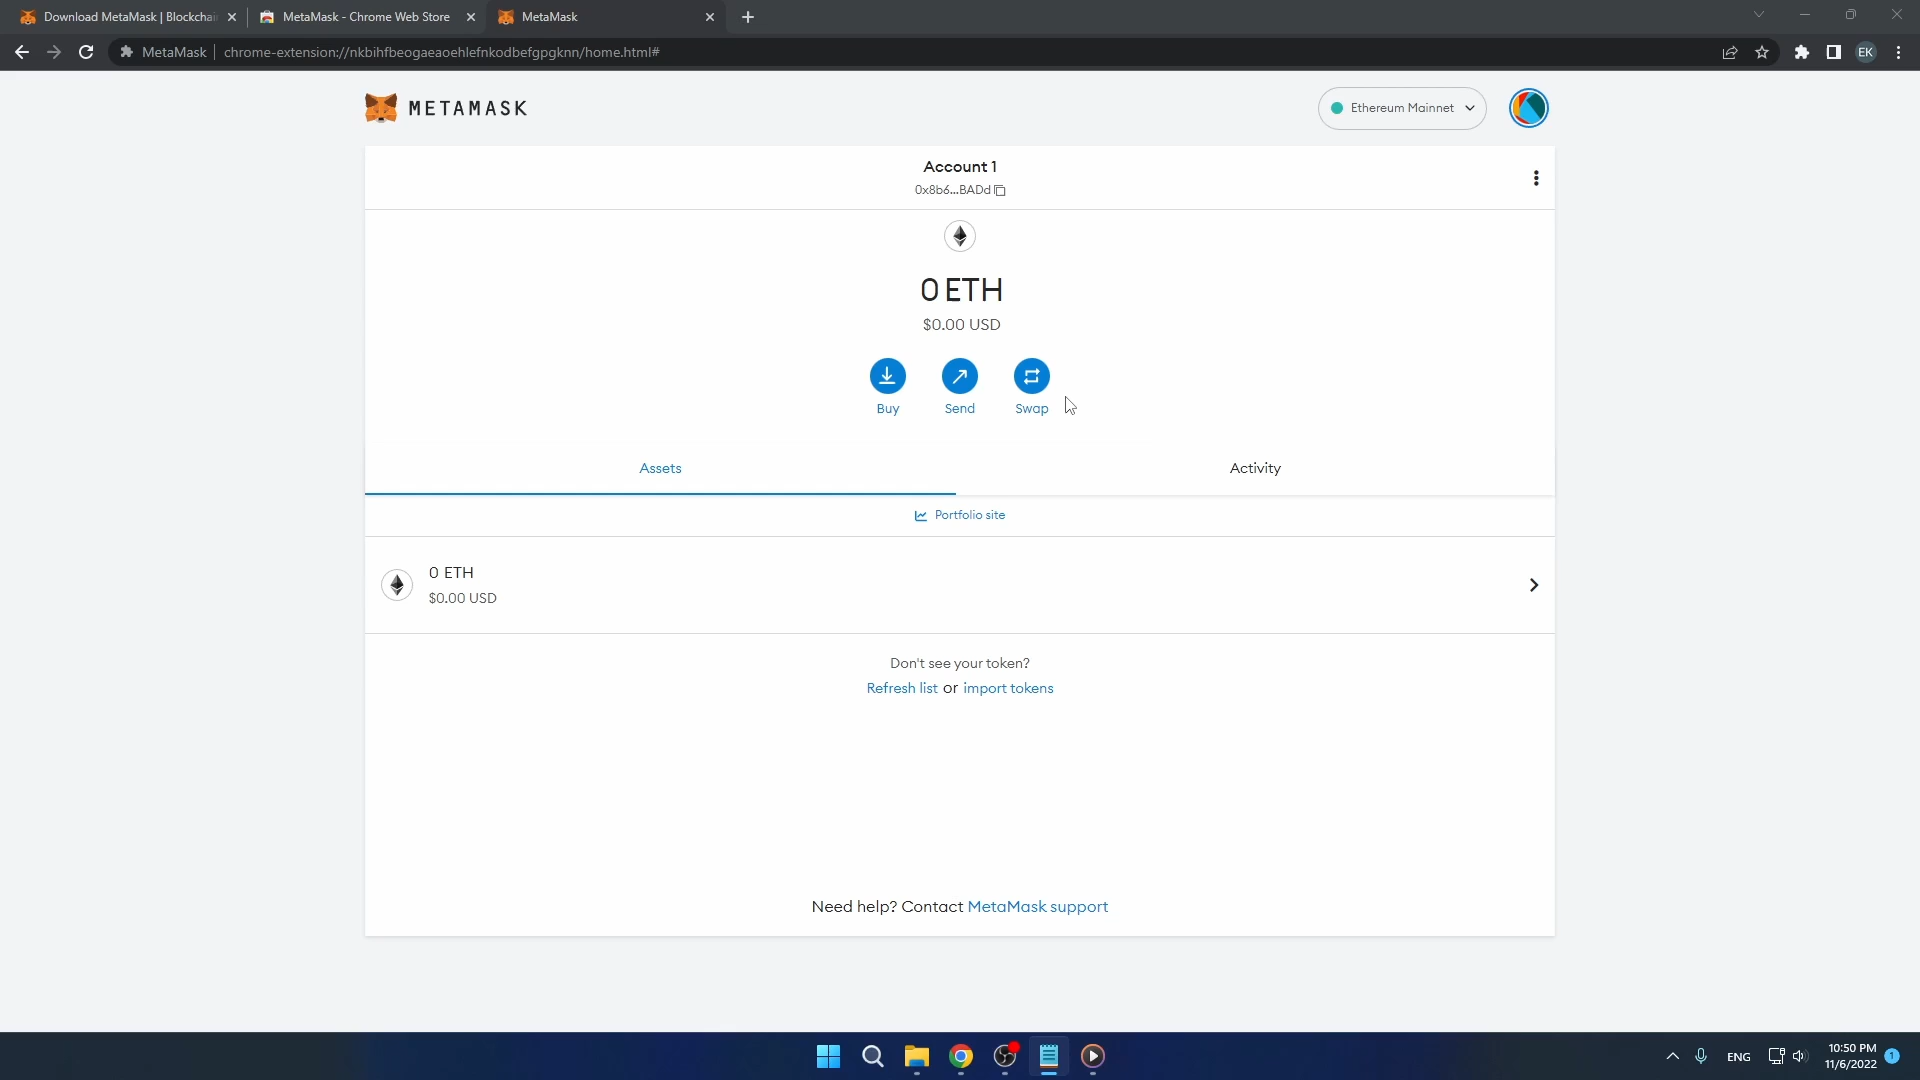 Download MetaMask | Blockchai
MetaMask - Chrome Web Store
MetaMask
MetaMask | chrome-extension://nkbihfbeogaeaoehlefnkodbefgpgknn/home.html#
EK
METAMASK
Ethereum Mainnet
Account 1
0x8b6...BADd
0 ETH
$0.00 USD
Buy
Send
Swap
Assets
Activity
Portfolio site
0 ETH
$0.00 USD
Don't see your token?
Refresh list or import tokens
Need help? Contact MetaMask support
ENG
10:50 PM
11/6/2022
1